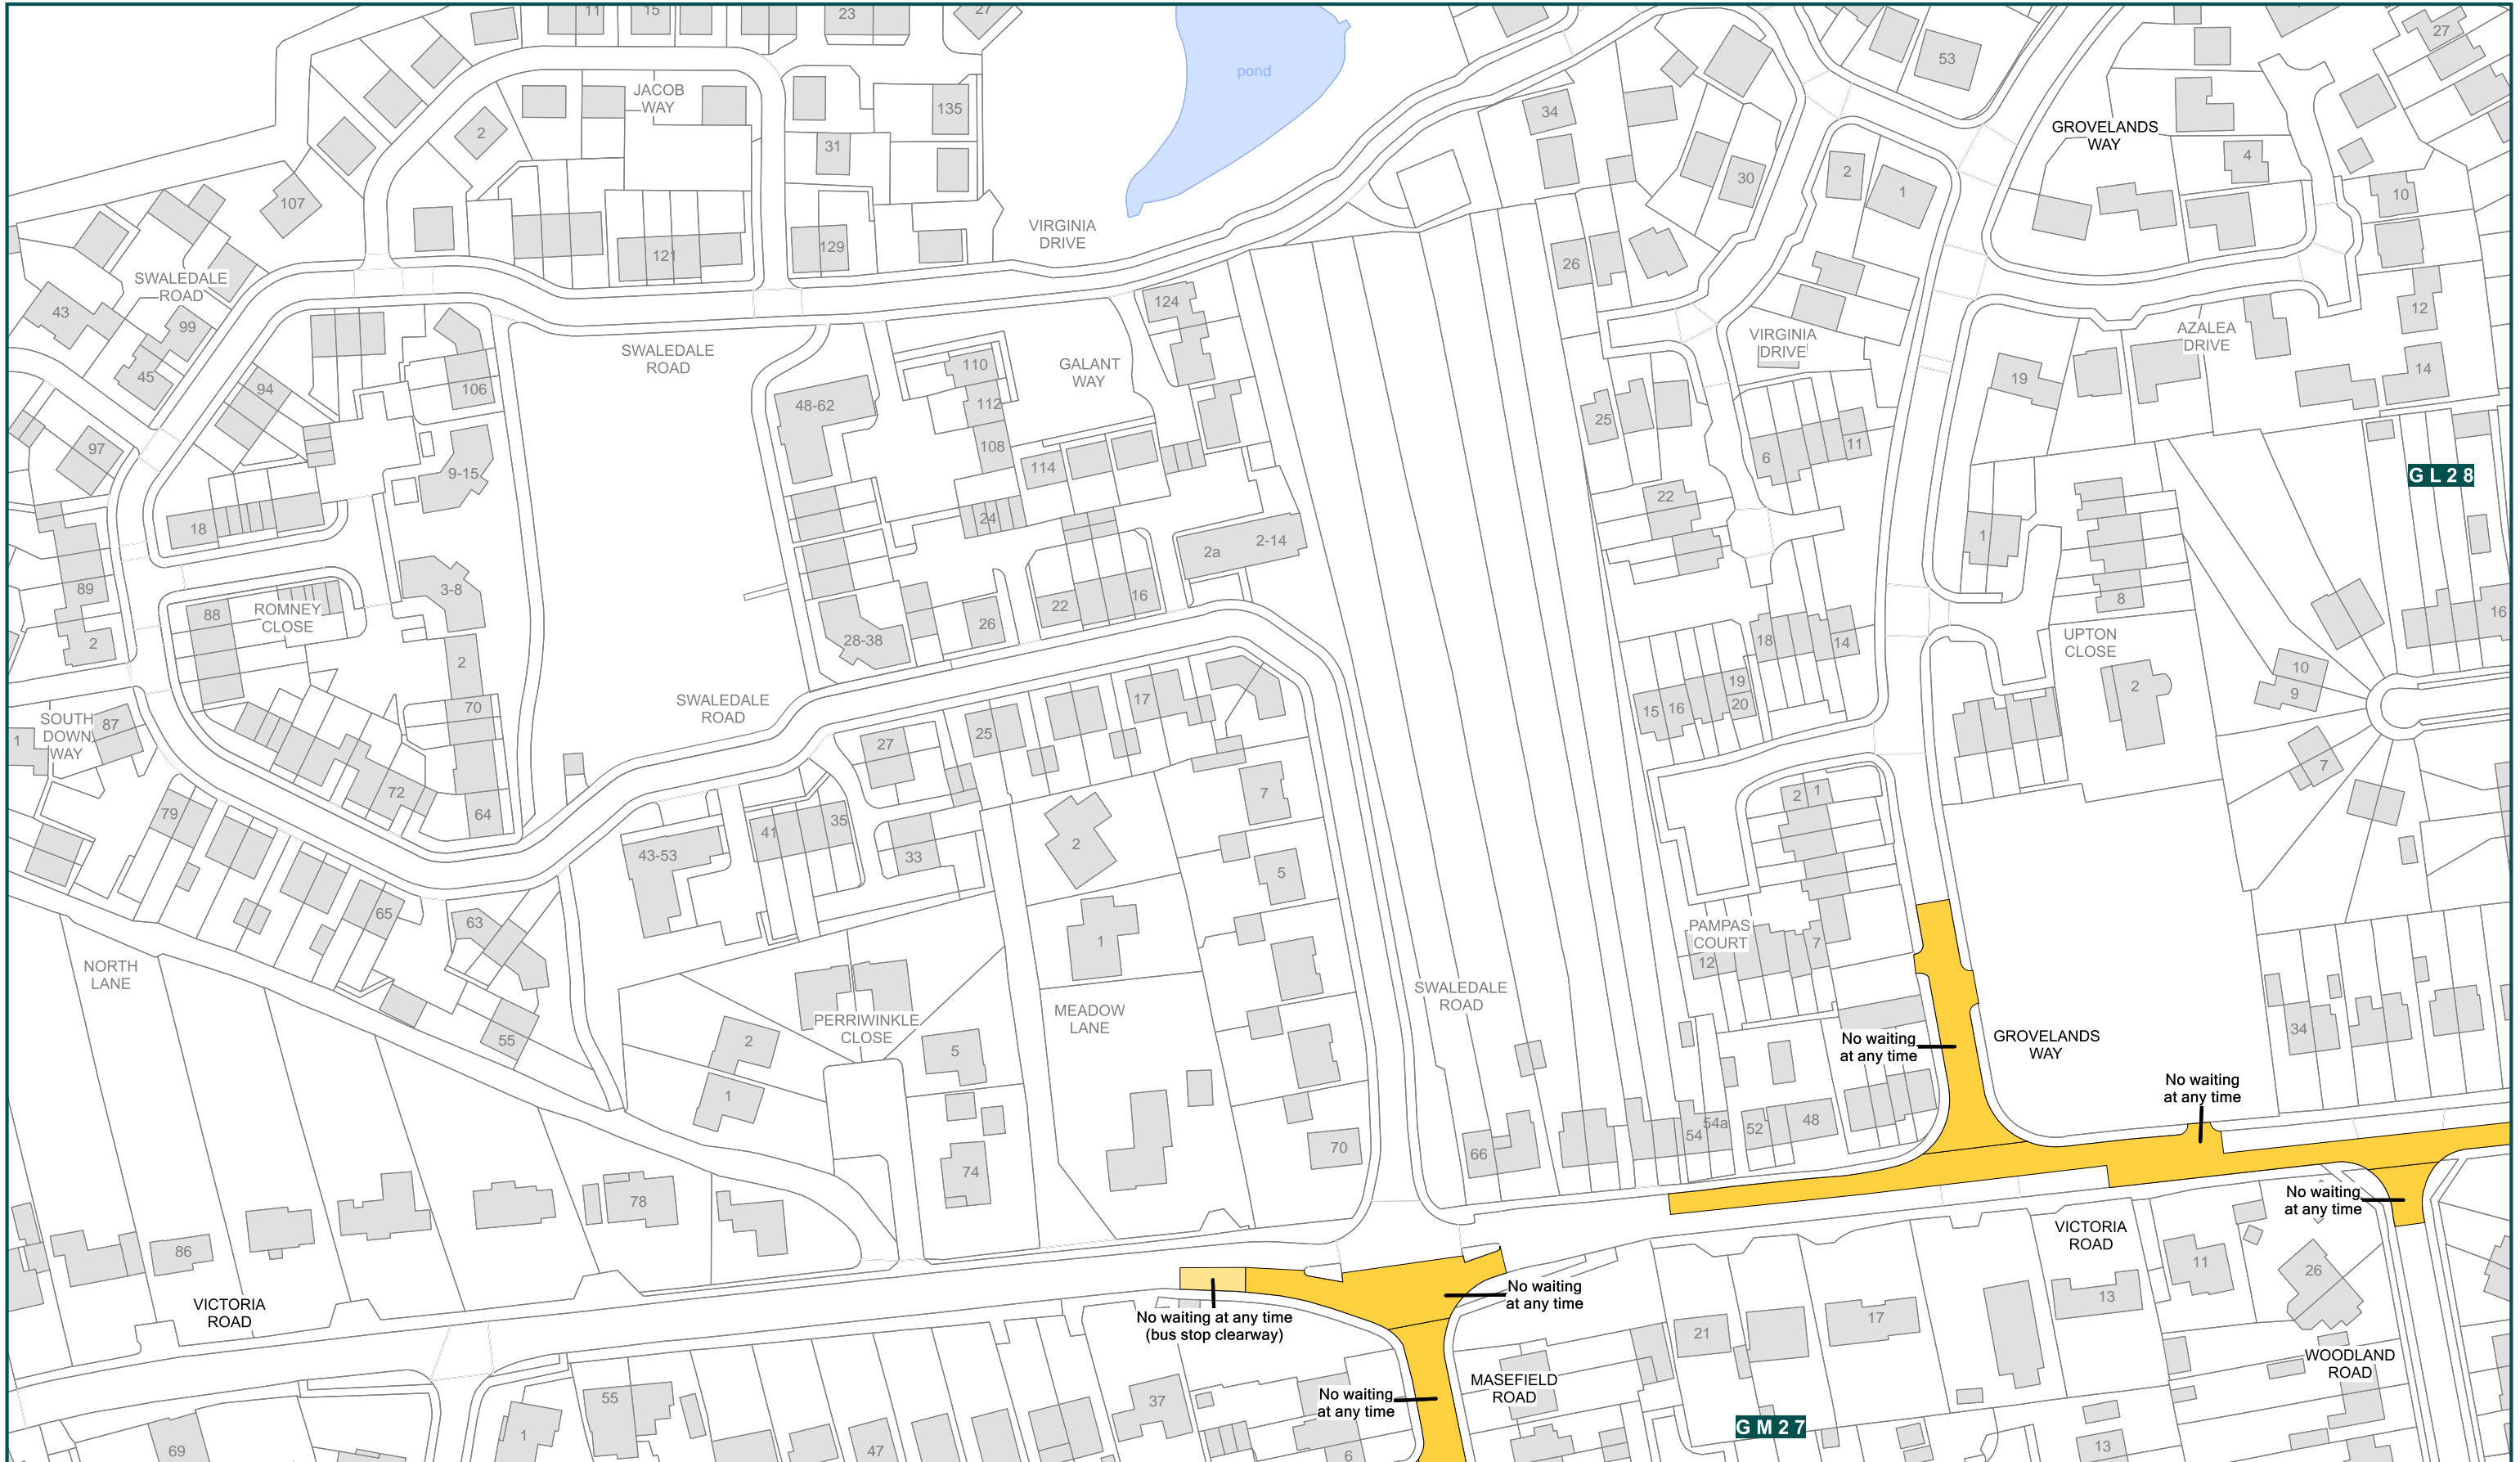 11
15
23
27
pond
53
27
JACOB
WAY
2
135
31
34
GROVELANDS
WAY
4
2
1
30
10
107
129
121
VIRGINIA
DRIVE
26
SWALEDALE
ROAD
43
99
45
124
12
SWALEDALE
ROAD
GALANT
WAY
VIRGINIA
DRIVE
AZALEA
DRIVE
110
112
108
114
94
106
48-62
19
14
25
6
11
97
9-15
GL28
22
18
24
2a
2-14
1
89
3-8
88
ROMNEY
CLOSE
2
22
16
26
28-38
8
16
18
14
UPTON
CLOSE
2
70
SWALEDALE
ROAD
17
25
27
19
20
15
16
2
10
9
SOUTH
DOWN
WAY
87
1
7
72
64
79
43-53
41
35
33
2
7
5
2
1
65
63
1
PAMPAS
COURT
7
12
NORTH
LANE
55
PERRIWINKLE
CLOSE
2
1
5
MEADOW
LANE
SWALEDALE
ROAD
34
No waiting
at any time
GROVELANDS
WAY
No waiting
at any time
66
54
54a
52
48
70
74
78
86
No waiting
at any time
VICTORIA
ROAD
11
26
13
17
21
VICTORIA
ROAD
No waiting
at any time
No waiting at any time
(bus stop clearway)
MASEFIELD
ROAD
WOODLAND
ROAD
No waiting
at any time
37
55
1
47
69
6
GM27
13